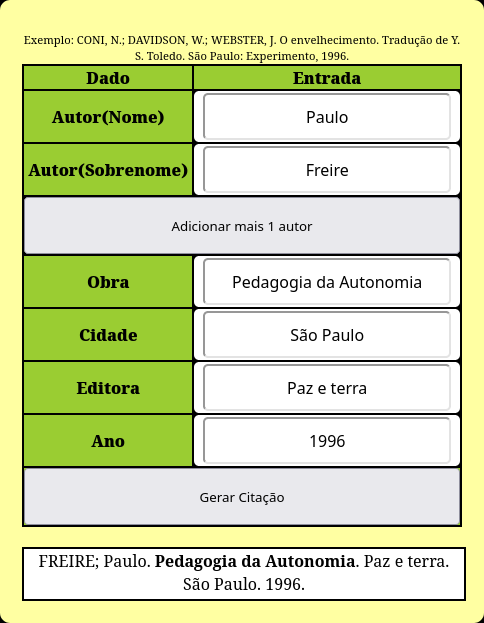 Exemplo: CONI, N.; DAVIDSON, W.; WEBSTER, J. O envelhecimento. Tradução de Y.
S. Toledo. São Paulo: Experimento, 1996.
Dado Entrada
Autor(Nome) Paulo
Autor(Sobrenome) Freire
Adicionar mais 1 autor
Obra Pedagogia da Autonomia
Cidade São Paulo
Editora Paz e terra
Ano 1996
Gerar Citação
FREIRE; Paulo. Pedagogia da Autonomia. Paz e terra.
São Paulo. 1996.